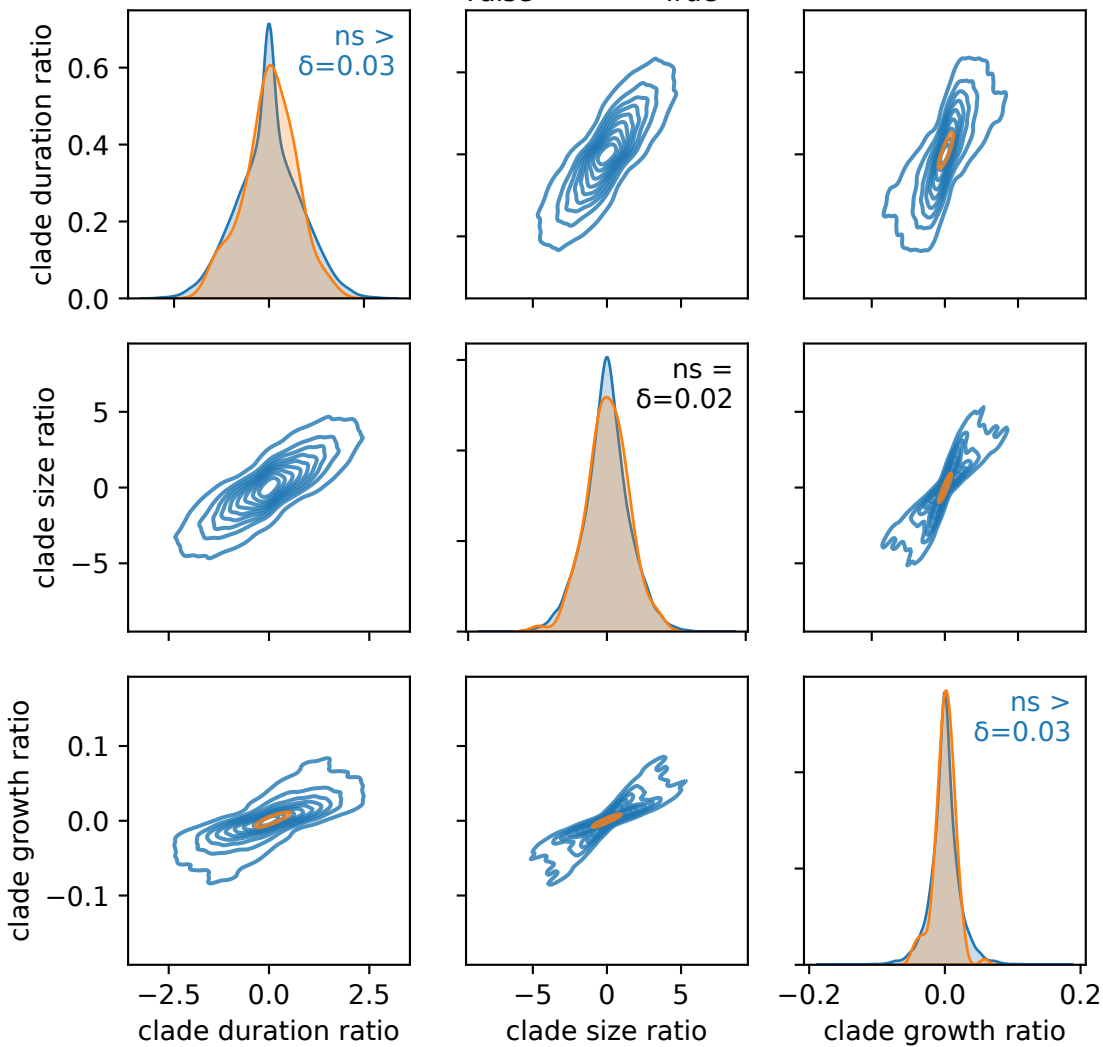 clade duration ratio
0.6
0.4
0.2
0.0
ns >
δ=0.03
clade size ratio
5
0
−5
ns =
δ=0.02
clade growth ratio
0.1
0.0
−0.1
ns >
δ=0.03
−2.5
0.0
2.5
−5
0
5
−0.2
0.0
0.2
clade duration ratio
clade size ratio
clade growth ratio